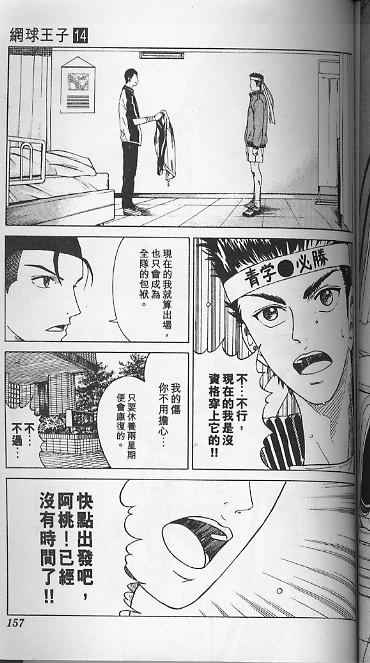 網球王子 14
現在的我就算出場，
也只會成為
全隊的包袱。
青学●必勝
不…不行，
現在的我是沒
資格穿上它的!!
我的傷
你不用擔心…
只要休養兩星期
便會康復的。
不…
不過…
快點出發吧，
阿桃！已經
沒有時間了!!
157